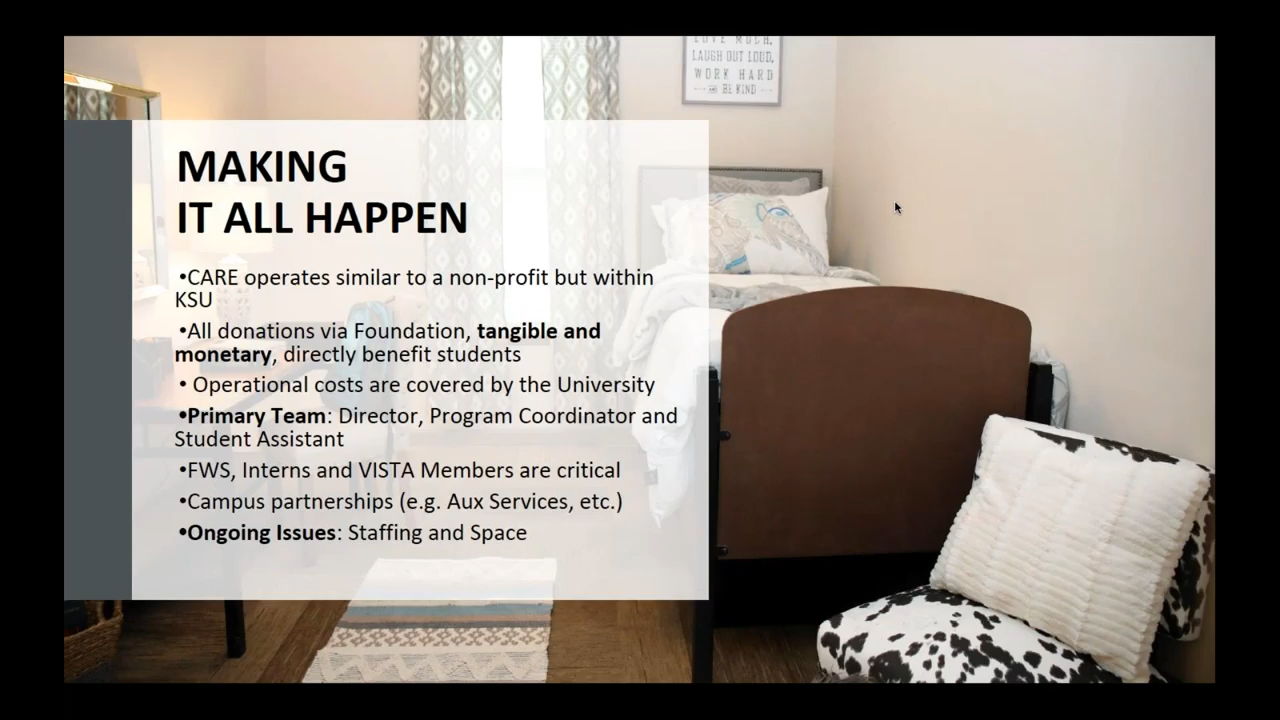 LOVE MUCH,
LAUGH OUT LOUD,
WORK HARD
and BE KIND
MAKING
IT ALL HAPPEN
•CARE operates similar to a non-profit but within
KSU
•All donations via Foundation, tangible and
monetary, directly benefit students
• Operational costs are covered by the University
•Primary Team: Director, Program Coordinator and
Student Assistant
•FWS, Interns and VISTA Members are critical
•Campus partnerships (e.g. Aux Services, etc.)
•Ongoing Issues: Staffing and Space